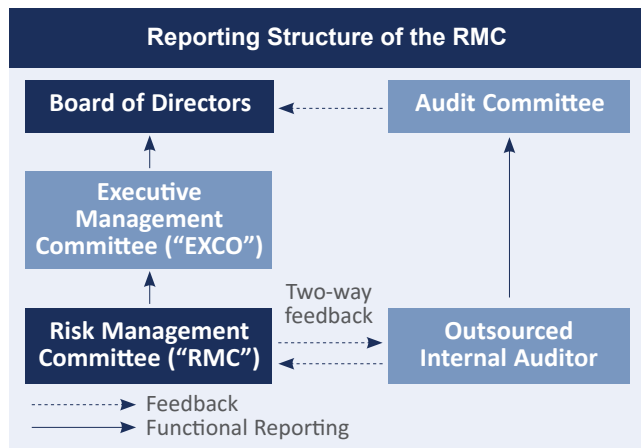 Reporting Structure of the RMC
Board of Directors
Audit Committee
Executive
Management
Committee (“EXCO”)
Two-way
feedback
Risk Management
Committee (“RMC”)
Outsourced
Internal Auditor
Feedback
Functional Reporting